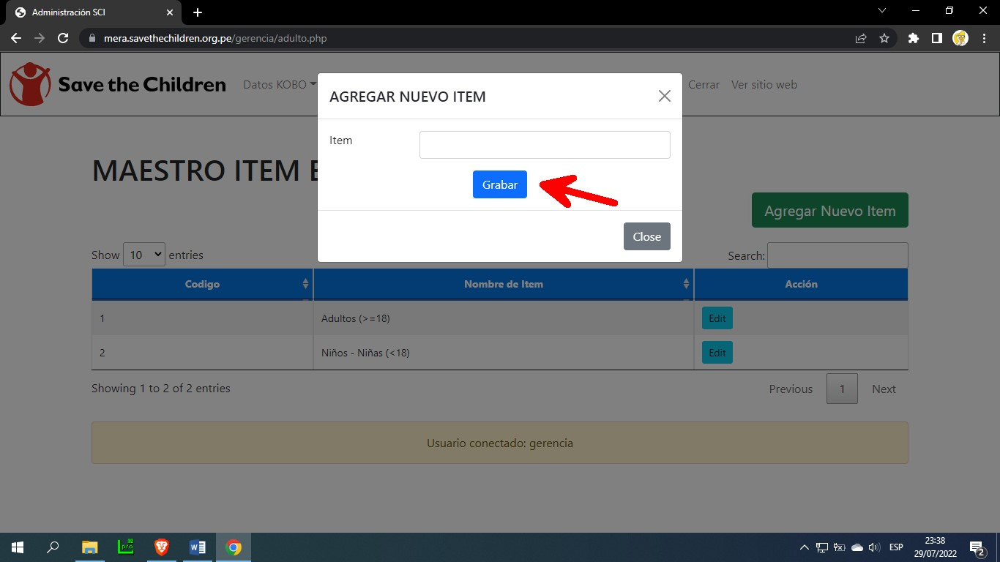 Administración SCI
mera.savethechildren.org.pe/gerencia/adulto.php
Save the Children
Datos KOBO
Cerrar
Ver sitio web
AGREGAR NUEVO ITEM
Item
Grabar
Close
MAESTRO ITEM
Agregar Nuevo Item
Show 10 entries
Search:
Codigo Nombre de Item Acción
1 Adultos (>=18) Edit
2 Niños - Niñas (<18) Edit
Showing 1 to 2 of 2 entries
Previous 1 Next
Usuario conectado: gerencia
ESP
23:38
29/07/2022
2